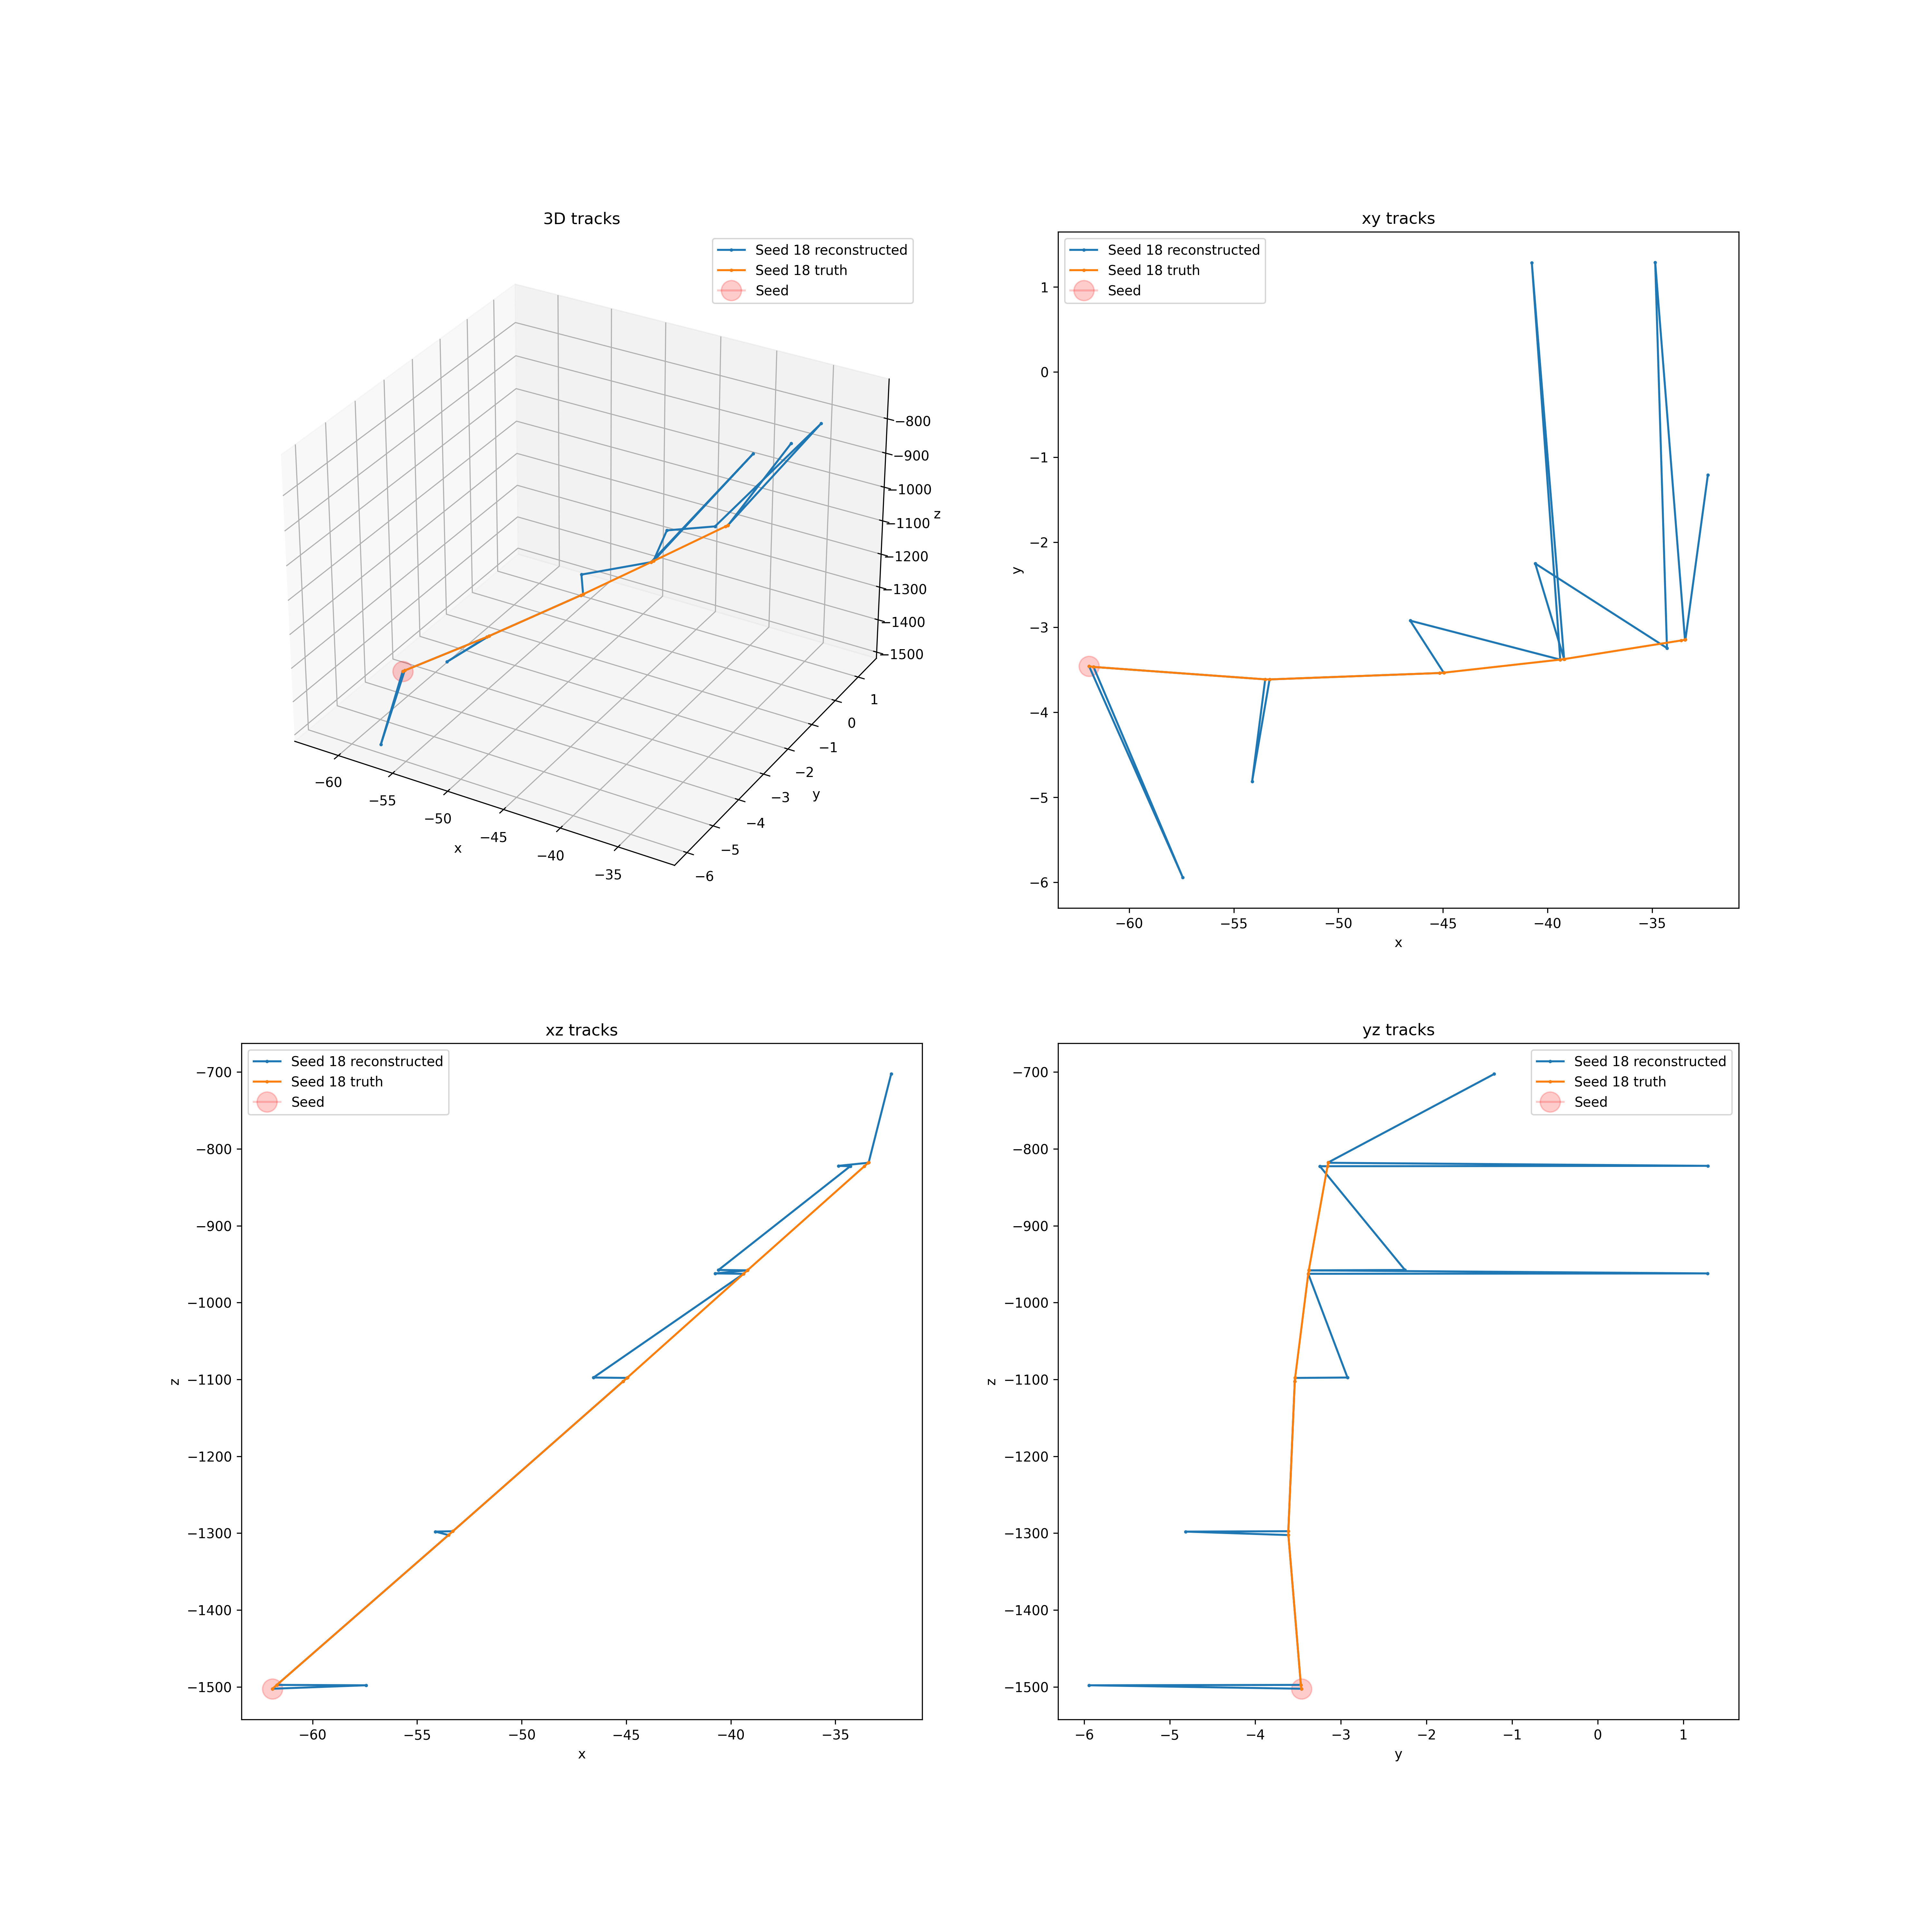 3D tracks
Seed 18 reconstructed
Seed 18 truth
Seed
−800
−900
−1000
z
−1100
−1200
−1300
−1400
−1500
1
0
−1
−2
y
−3
−4
−5
−6
−60
−55
−50
x
−45
−40
−35
xy tracks
Seed 18 reconstructed
Seed 18 truth
Seed
1
0
−1
−2
y
−3
−4
−5
−6
−60 −55 −50 −45 −40 −35
x
xz tracks
Seed 18 reconstructed
Seed 18 truth
Seed
−700
−800
−900
−1000
−1100
z
−1200
−1300
−1400
−1500
−60 −55 −50 −45 −40 −35
x
yz tracks
Seed 18 reconstructed
Seed 18 truth
Seed
−700
−800
−900
−1000
−1100
z
−1200
−1300
−1400
−1500
−6 −5 −4 −3 −2 −1 0 1
y